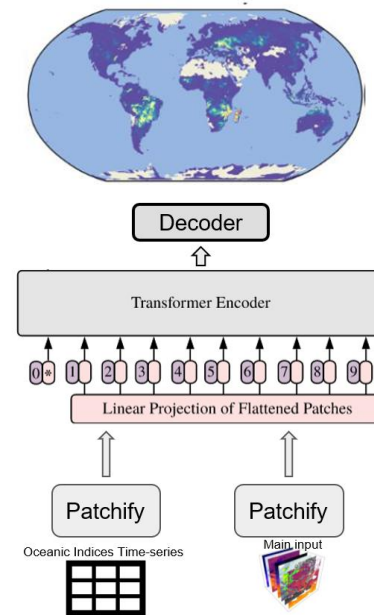 Decoder
Transformer Encoder
0 * 1 2 3 4 5 6 7 8 9
Linear Projection of Flattened Patches
Patchify Patchify
Oceanic Indices Time-series Main input